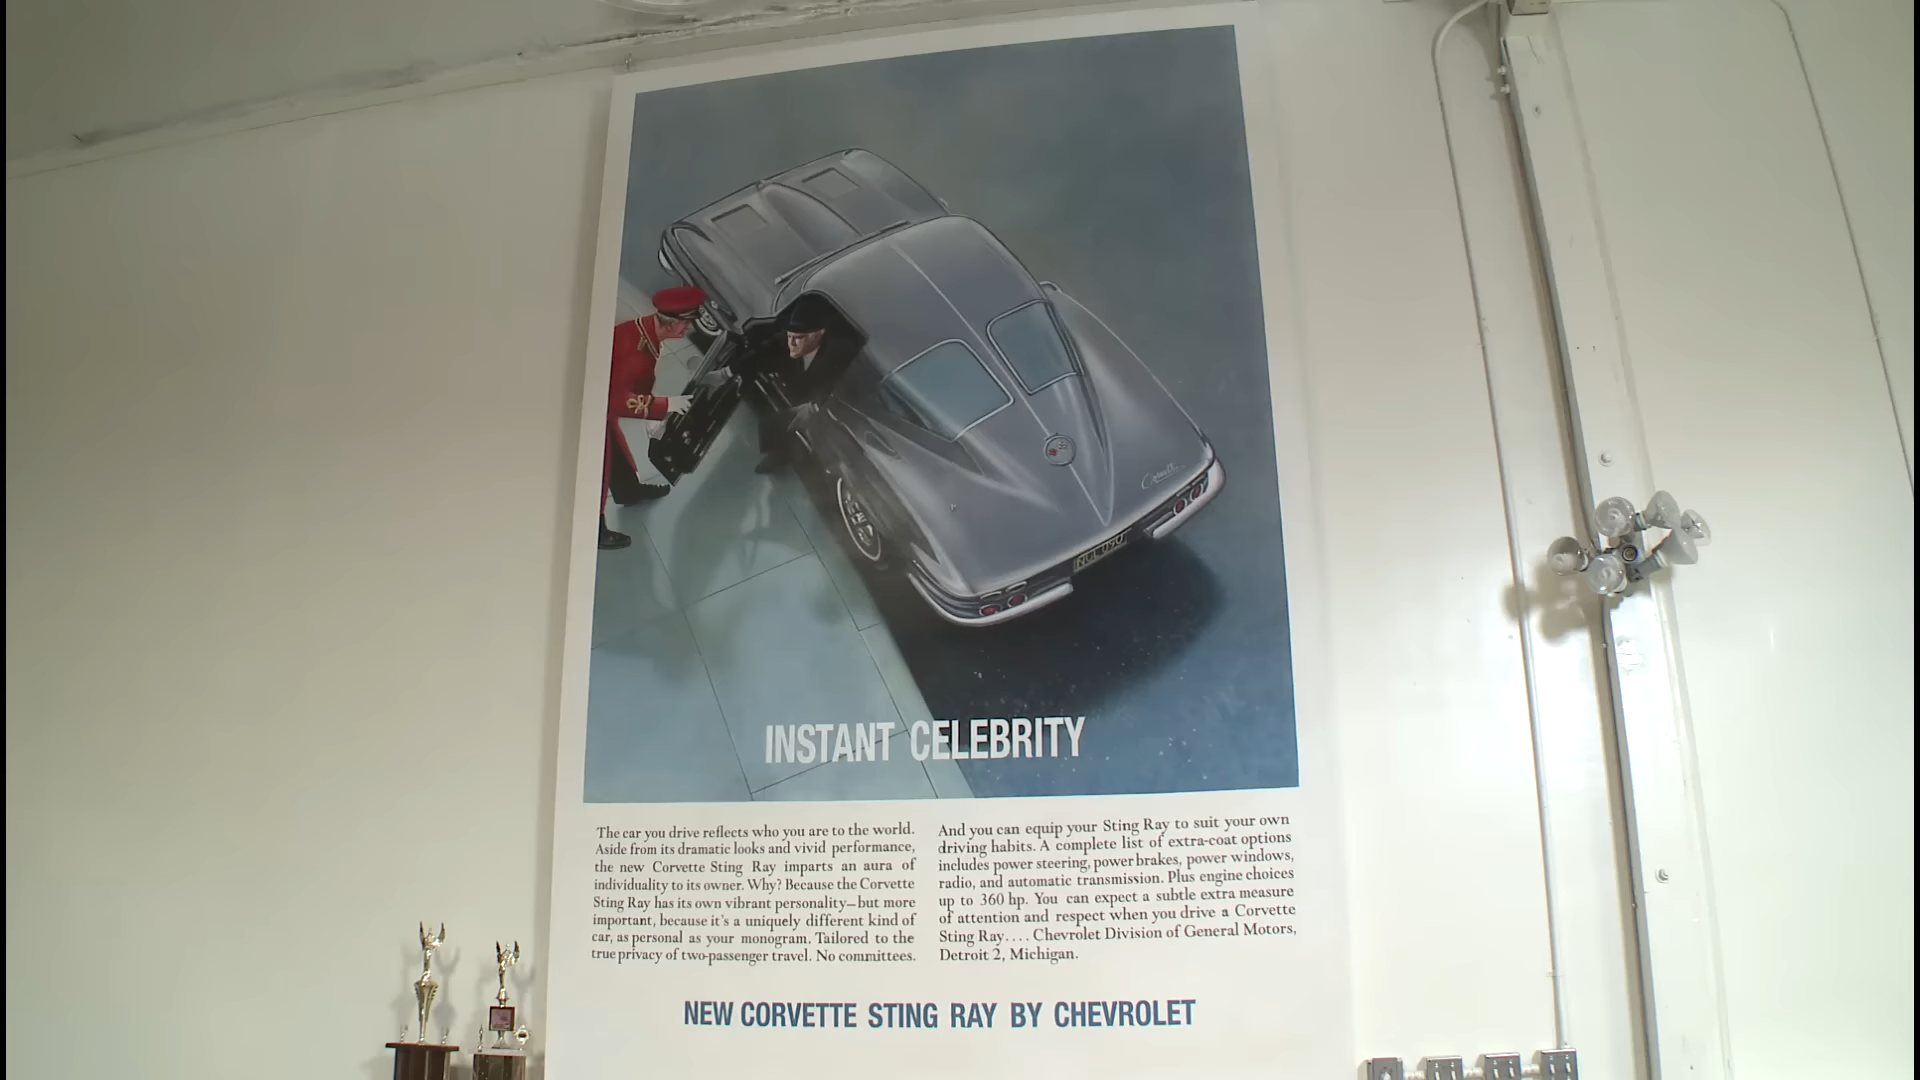 Corvette
NGC 090
INSTANT CELEBRITY
The car you drive reflects who you are to the world.
Aside from its dramatic looks and vivid performance,
the new Corvette Sting Ray imparts an aura of
individuality to its owner. Why? Because the Corvette
Sting Ray has its own vibrant personality—but more
important, because it's a uniquely different kind of
car, as personal as your monogram. Tailored to the
true privacy of two-passenger travel. No committees.
And you can equip your Sting Ray to suit your own
driving habits. A complete list of extra-coat options
includes power steering, power brakes, power windows,
radio, and automatic transmission. Plus engine choices
up to 360 hp. You can expect a subtle extra measure
of attention and respect when you drive a Corvette
Sting Ray.... Chevrolet Division of General Motors,
Detroit 2, Michigan.
NEW CORVETTE STING RAY BY CHEVROLET